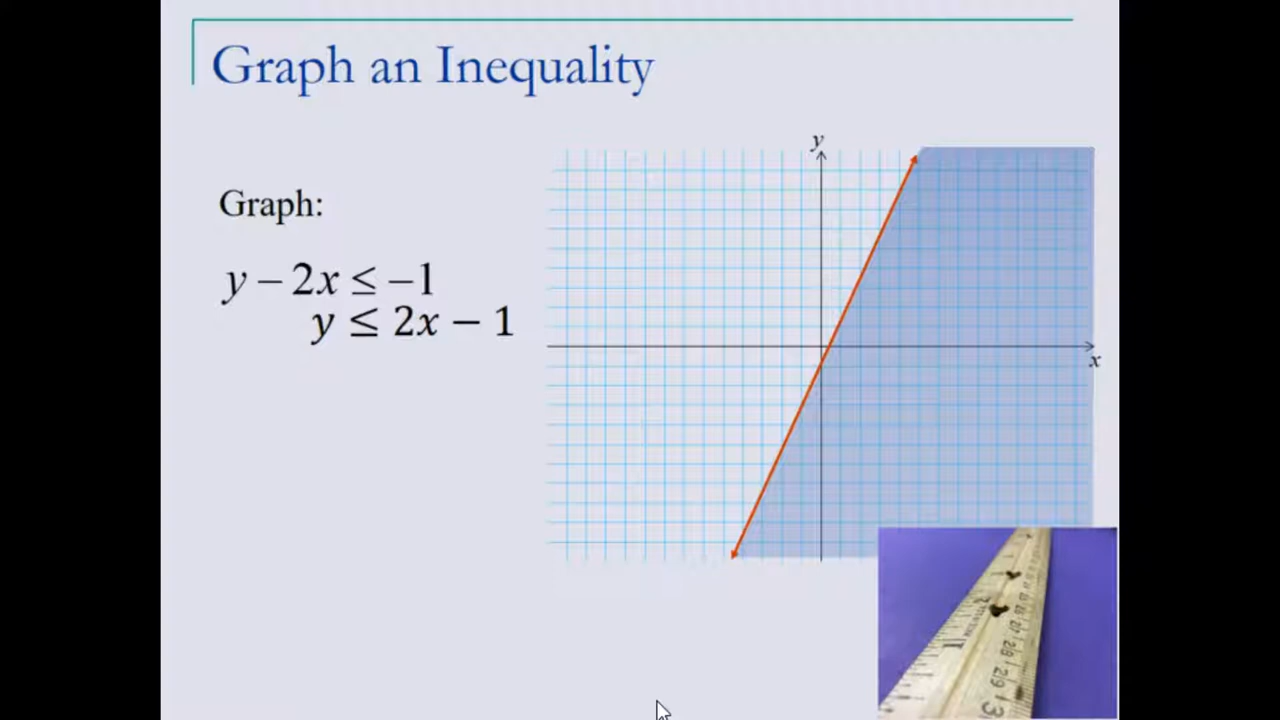 Graph an Inequality
Graph:
y − 2x ≤ −1
y ≤ 2x − 1
y
x